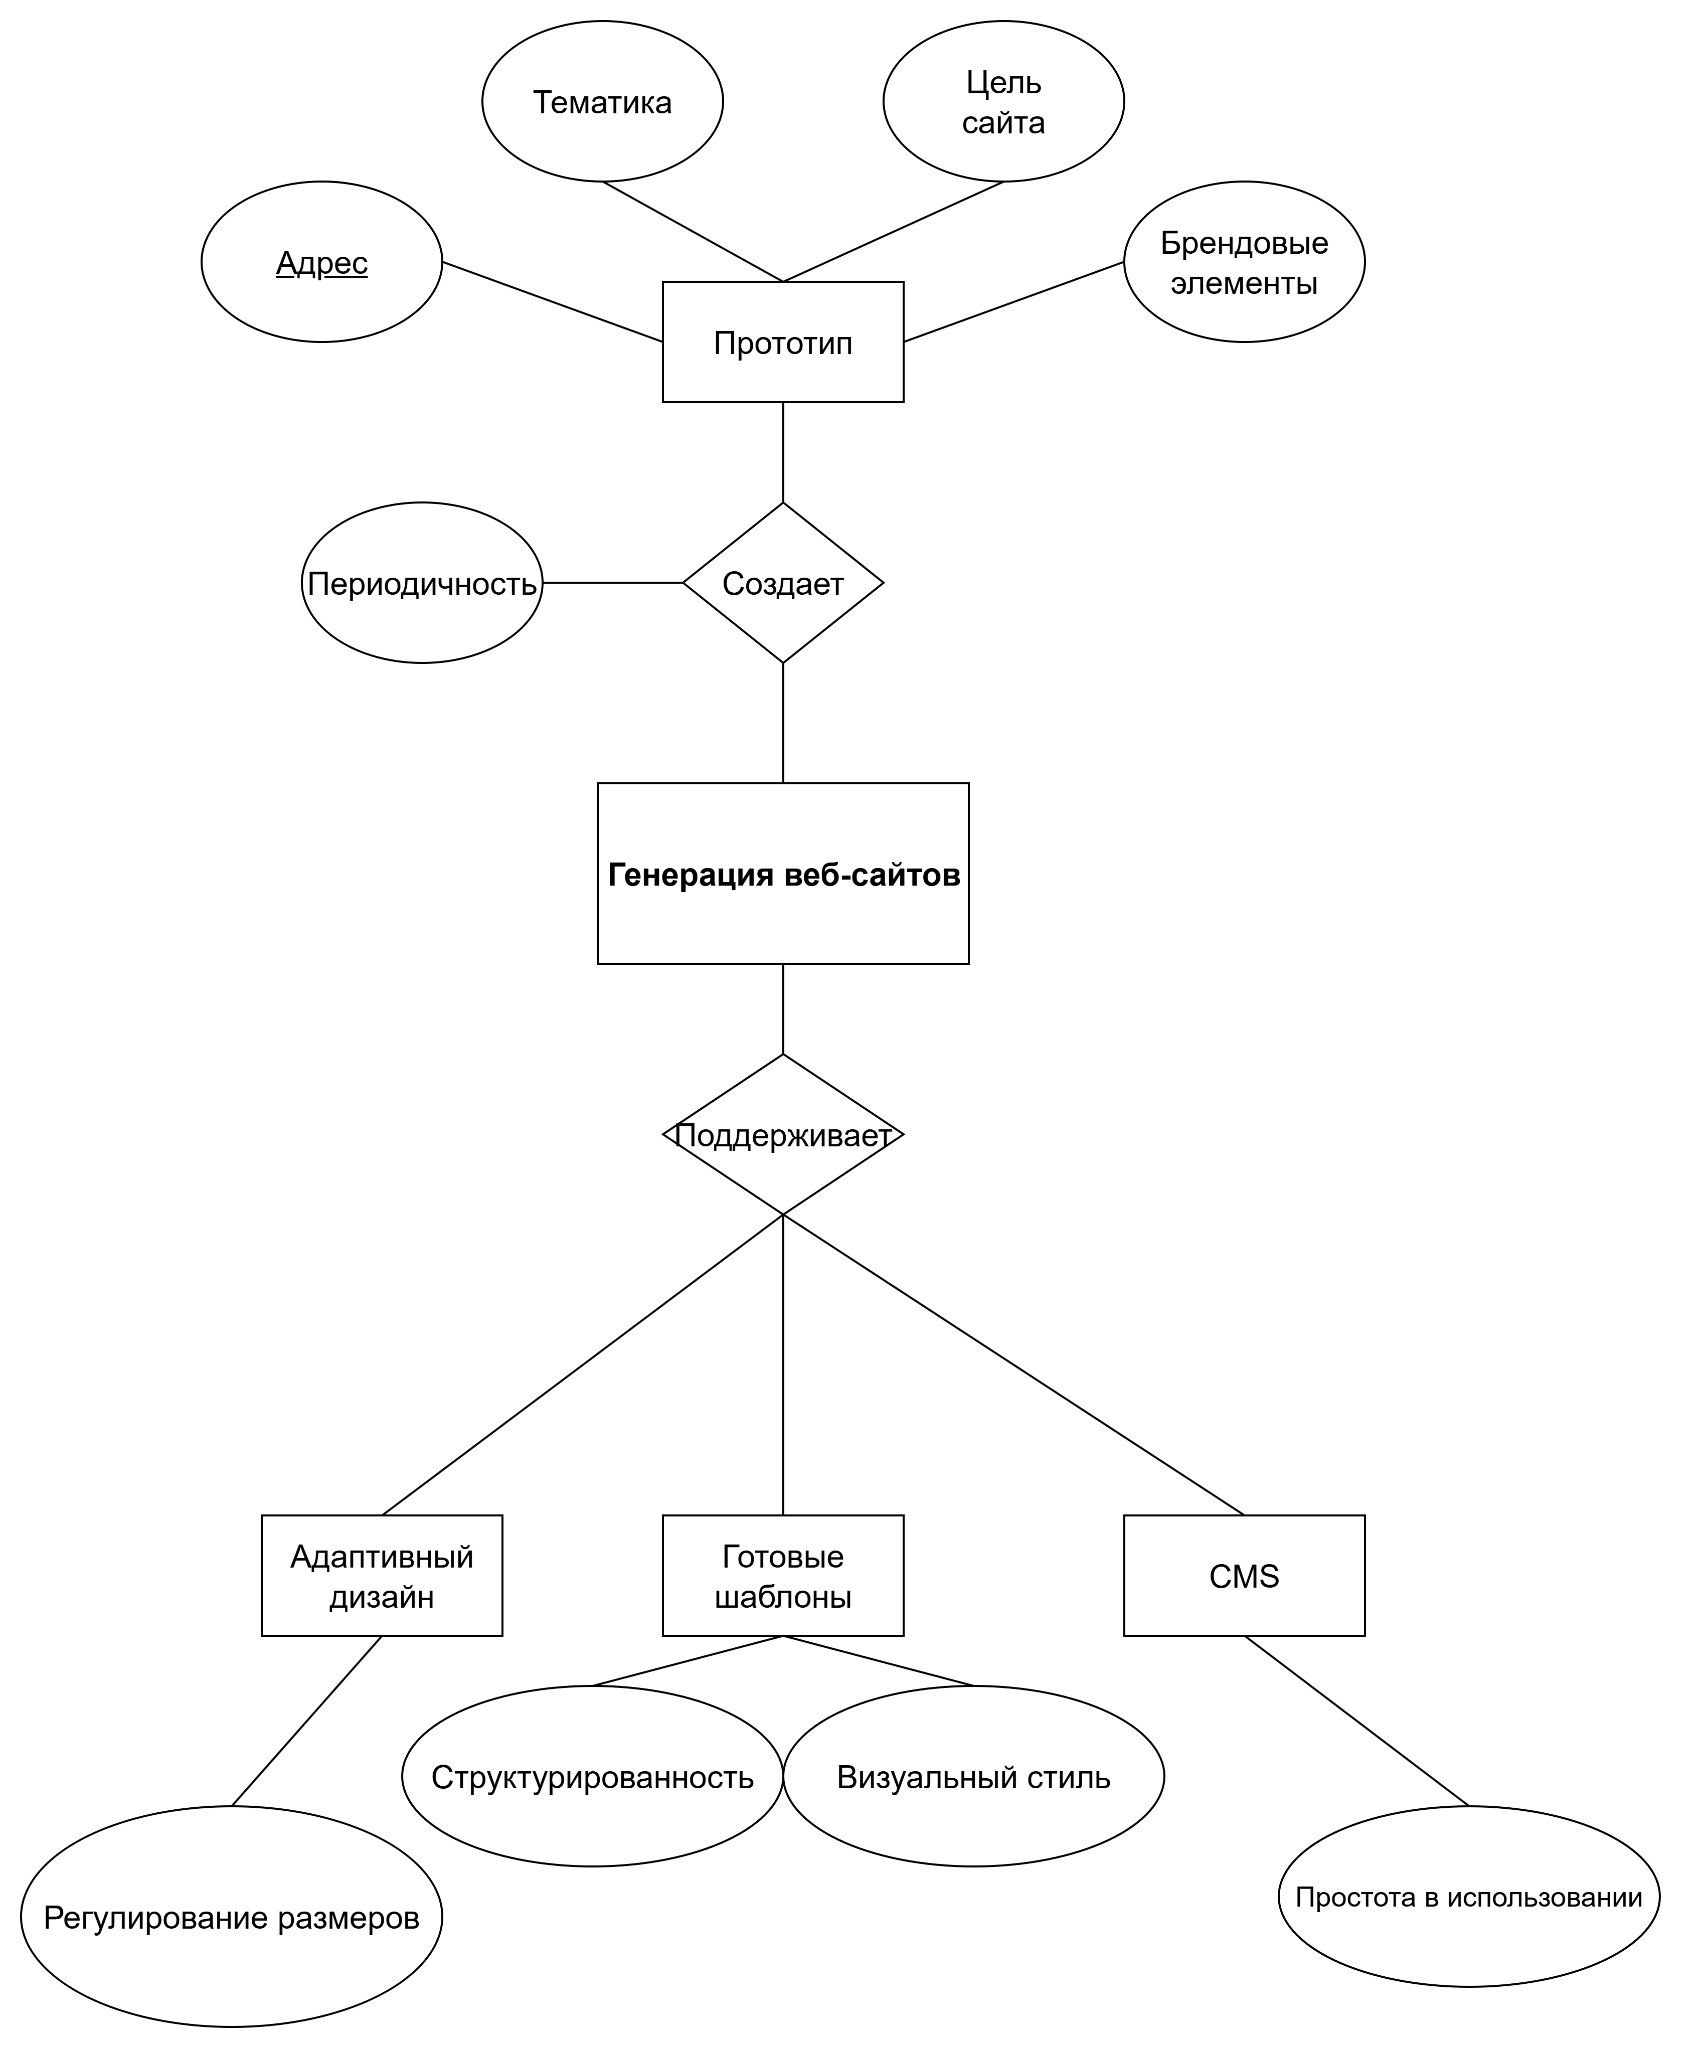 Тематика
Цель
сайта
Адрес
Брендовые
элементы
Прототип
Периодичность
Создает
Генерация веб-сайтов
Поддерживает
Адаптивный
дизайн
Готовые
шаблоны
CMS
Структурированность
Визуальный стиль
Регулирование размеров
Простота в использовании